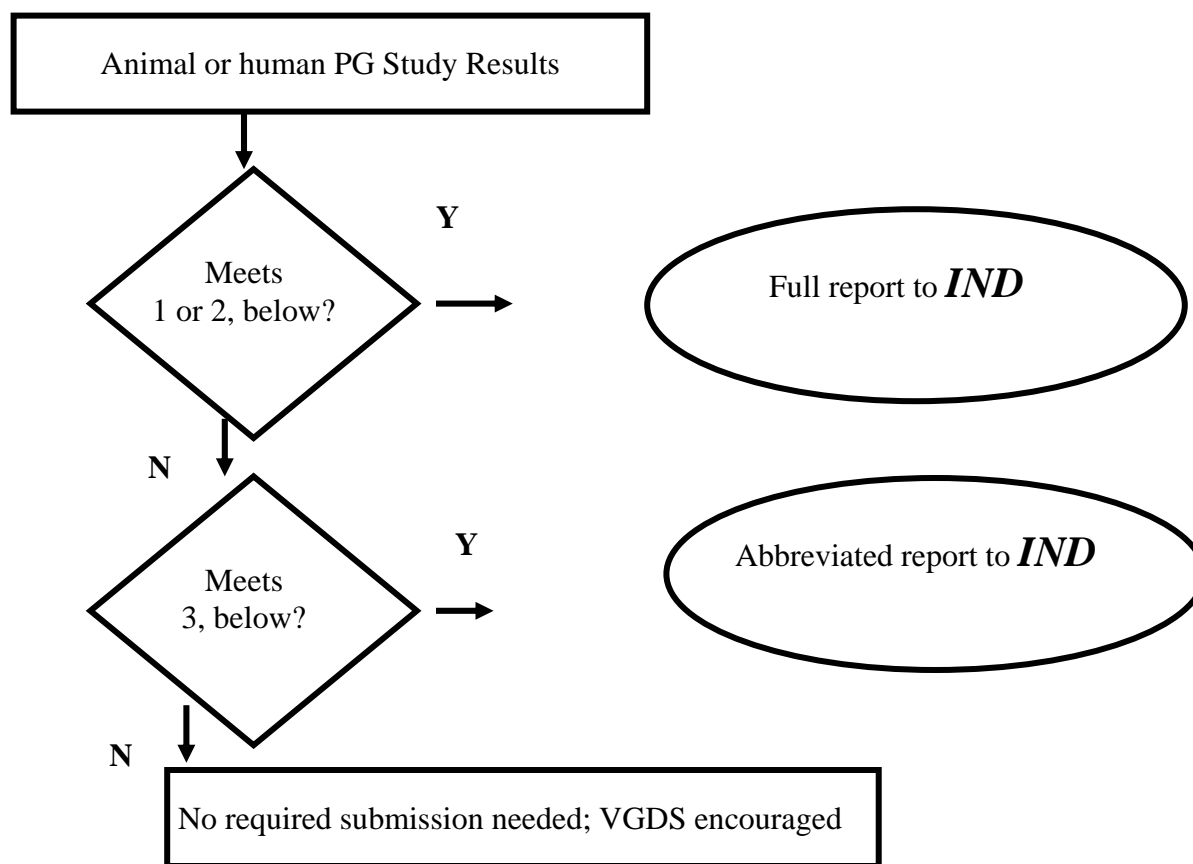 Animal or human PG Study Results
Y
Meets
1 or 2, below?
Full report to IND
N
Y
Meets
3, below?
Abbreviated report to IND
N
No required submission needed; VGDS encouraged